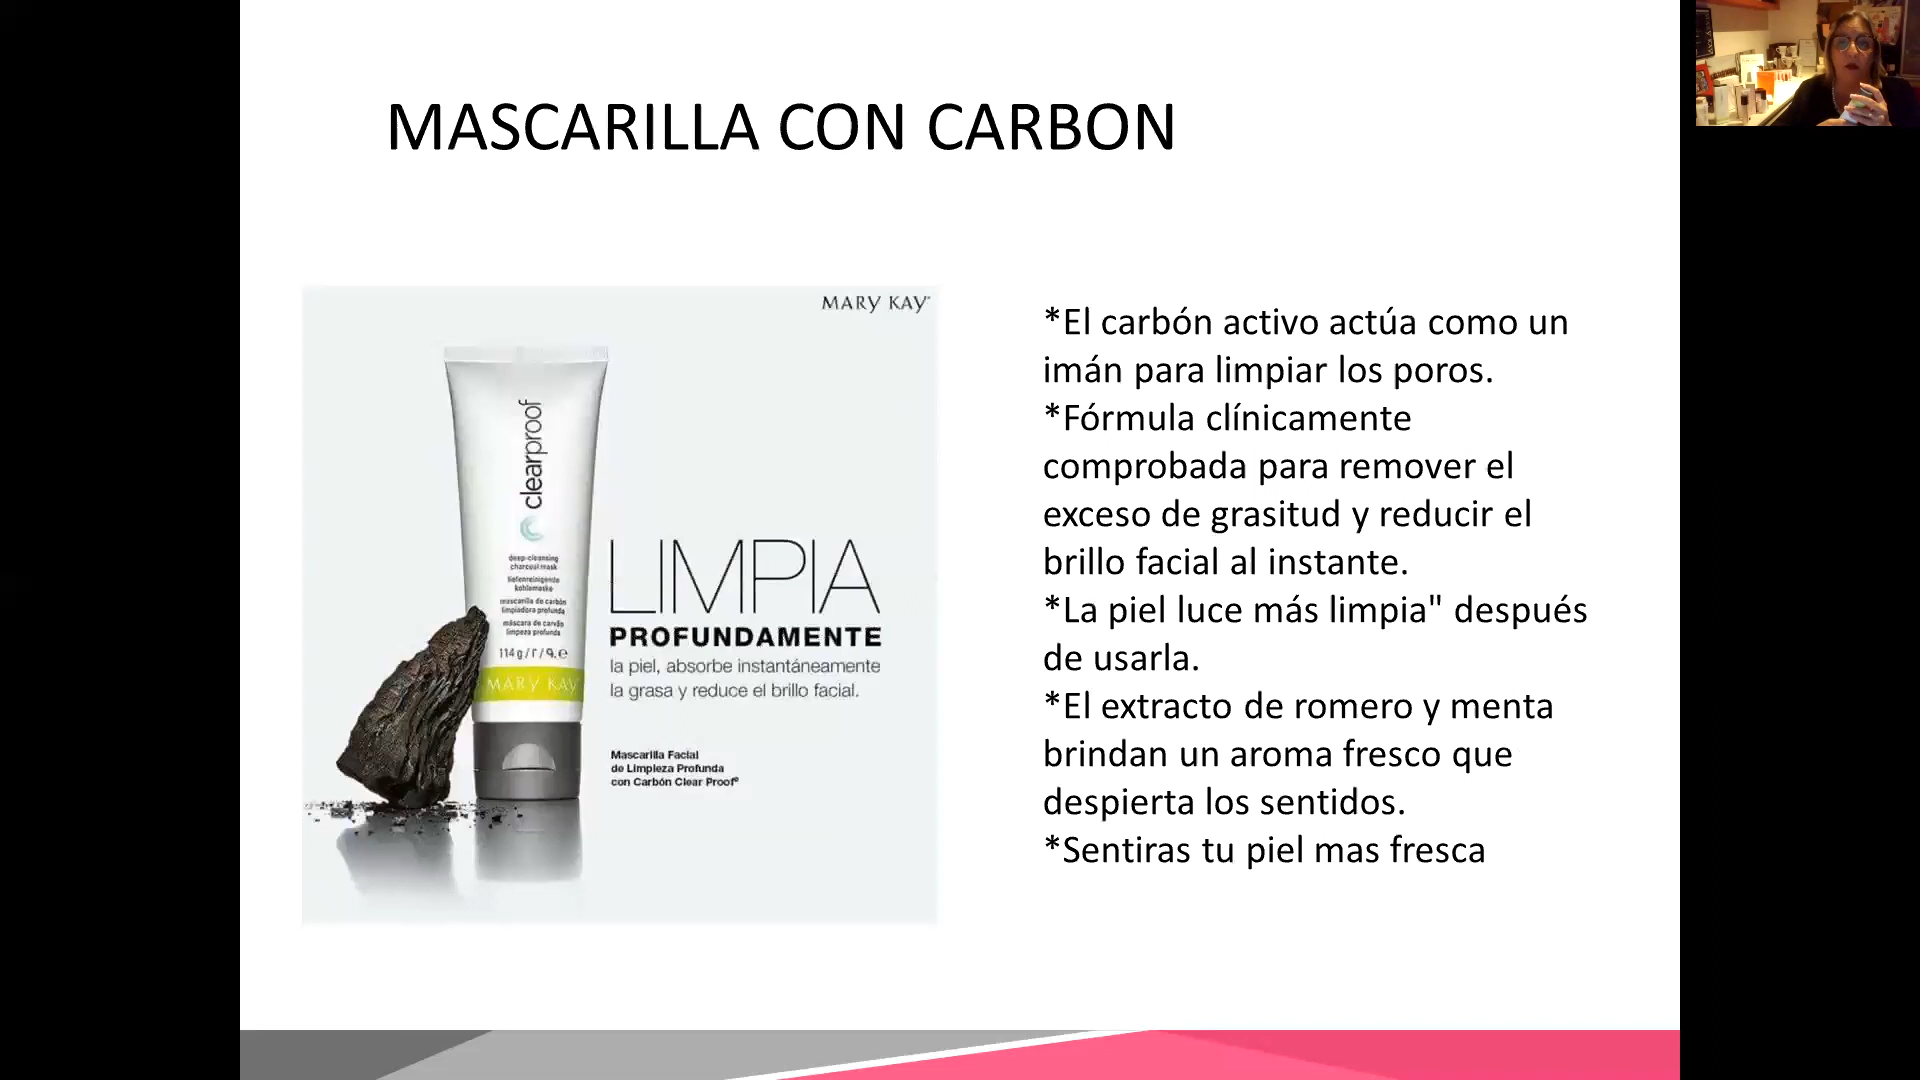 MASCARILLA CON CARBON
MARY KAY
clearproof
deep-cleansing
charcoal mask
tiefenreinigende
kohlemaske
mascarilla de carbón
limpiadora profunda
máscara de carvão
limpeza profunda
114 g /
MARY KAY
LIMPIA
PROFUNDAMENTE
la piel, absorbe instantáneamente
la grasa y reduce el brillo facial.
Mascarilla Facial
de Limpieza Profunda
con Carbón Clear Proof®
*El carbón activo actúa como un
imán para limpiar los poros.
*Fórmula clínicamente
comprobada para remover el
exceso de grasitud y reducir el
brillo facial al instante.
*La piel luce más limpia" después
de usarla.
*El extracto de romero y menta
brindan un aroma fresco que
despierta los sentidos.
*Sentiras tu piel mas fresca